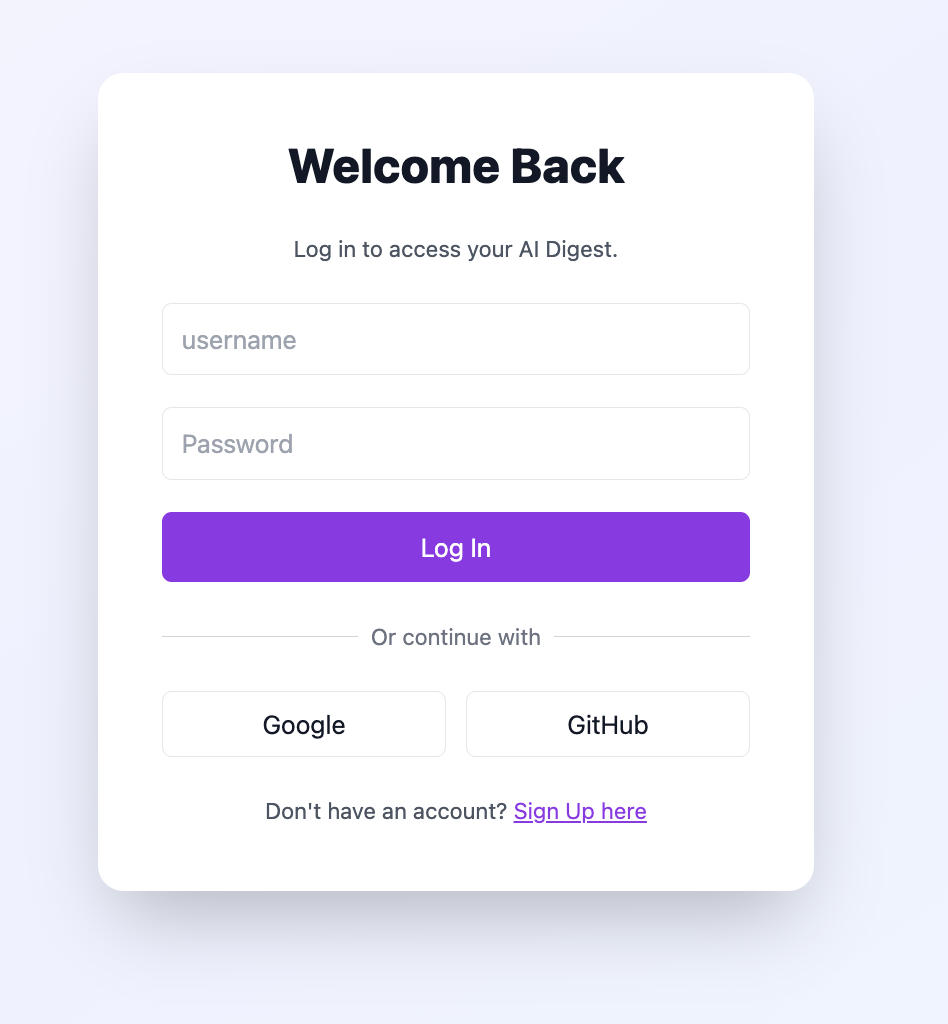 Welcome Back
Log in to access your AI Digest.
username
Password
Log In
Or continue with
Google
GitHub
Don't have an account? Sign Up here